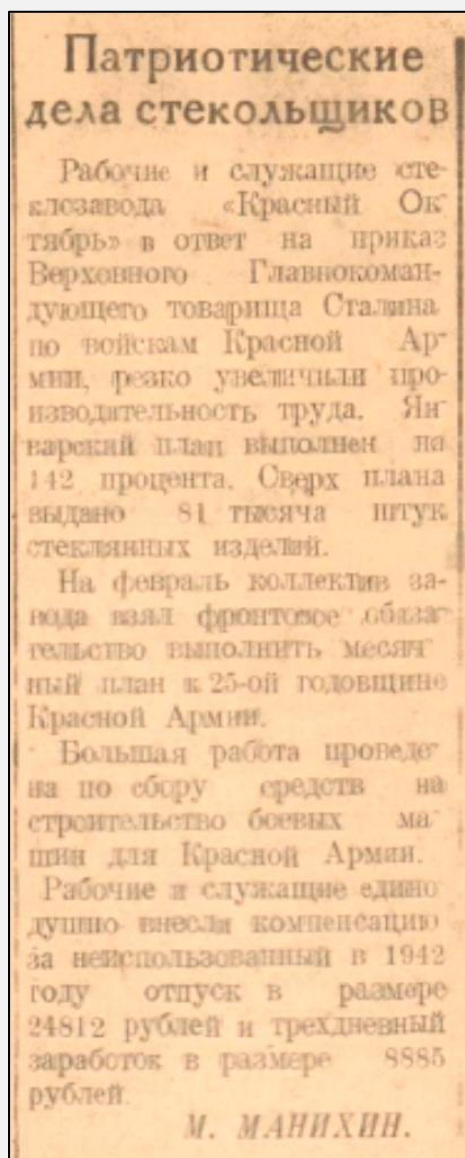 Патриотические
дела стекольщиков
Рабочие и служащие сте-
клозавода «Красный Ок-
тябрь» в ответ на приказ
Верховного Главнокоман-
дующего товарища Сталина
по войскам Красной Ар-
мии, резко увеличили про-
изводительность труда. Ян-
варский план выполнен на
142 процента. Сверх плана
выдано 81 тысяча штук
стеклянных изделий.
На февраль коллектив за-
вода взял фронтовое обяза-
тельство выполнить месяч-
ный план к 25-ой годовщине
Красной Армии.
Большая работа проведе-
на по сбору средств на
строительство боевых ма-
шин для Красной Армии.
Рабочие и служащие едино
душно внесли компенсацию
за неиспользованный в 1942
году отпуск в размере
24812 рублей и трехдневный
заработок в размере 8885
рублей.
М. МАНИХИН.